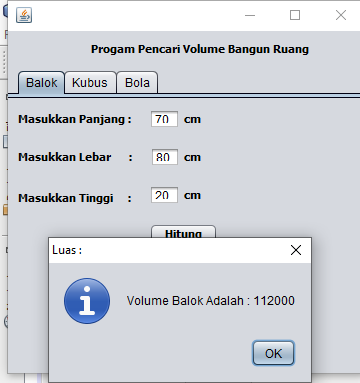 Progam Pencari Volume Bangun Ruang
Balok Kubus Bola
Masukkan Panjang : 70 cm
Masukkan Lebar : 80 cm
Masukkan Tinggi : 20 cm
Hitung
Luas :
Volume Balok Adalah : 112000
OK